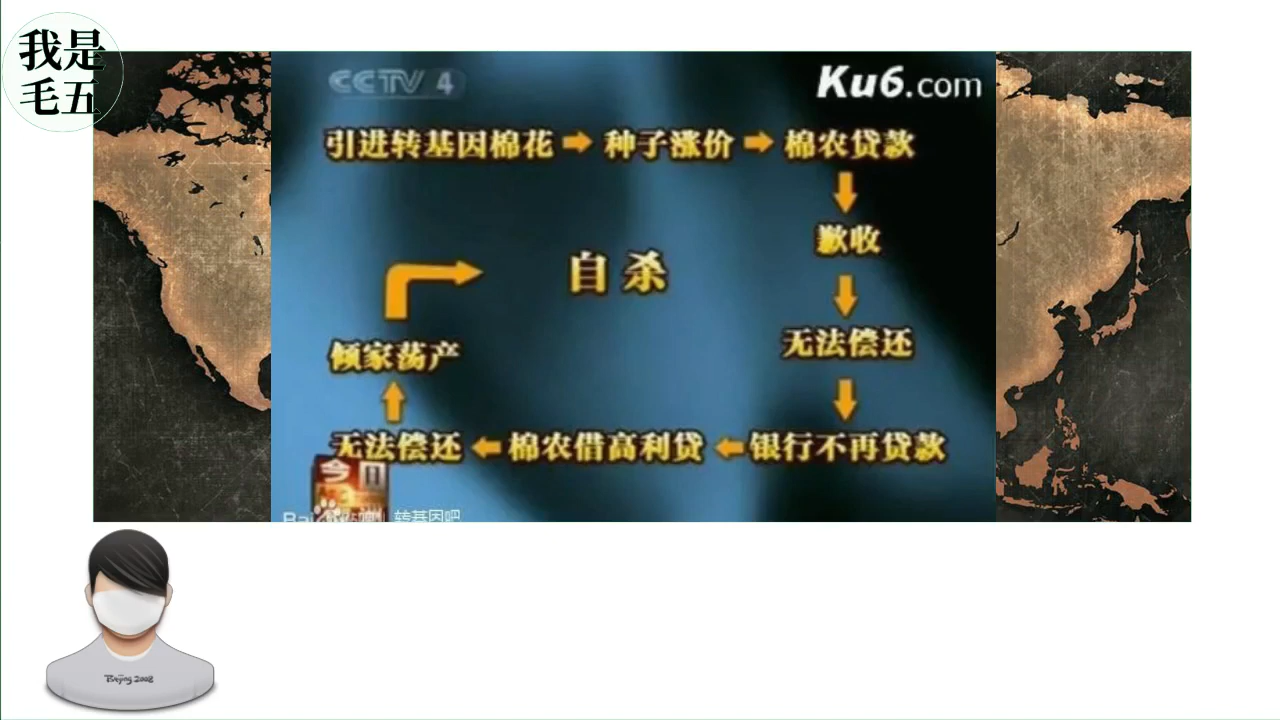 我是
毛五
CCTV 4
Ku6.com
引进转基因棉花 → 种子涨价 → 棉农贷款
歉收
自杀
无法偿还
倾家荡产
无法偿还 ← 棉农借高利贷 ← 银行不再贷款
今日
转基因吧
Beijing 2008